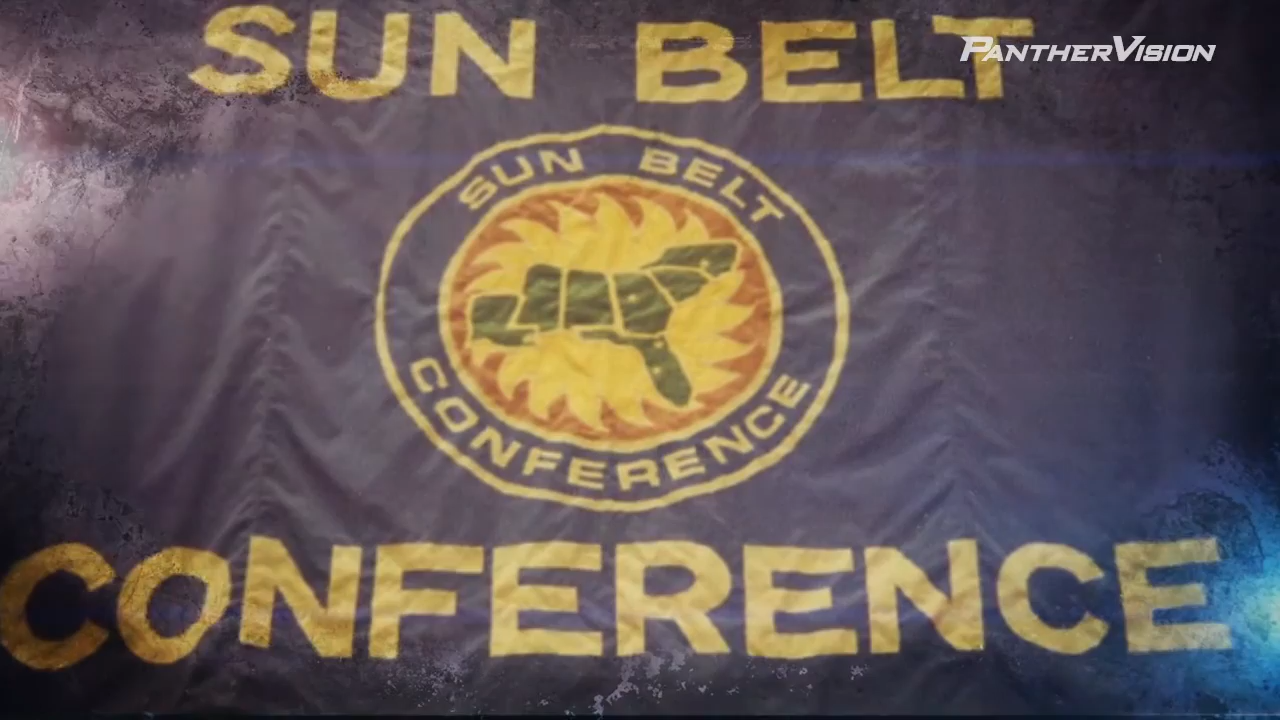 SUN BELT
PANTHERVISION
SUN BELT
CONFERENCE
CONFERENCE